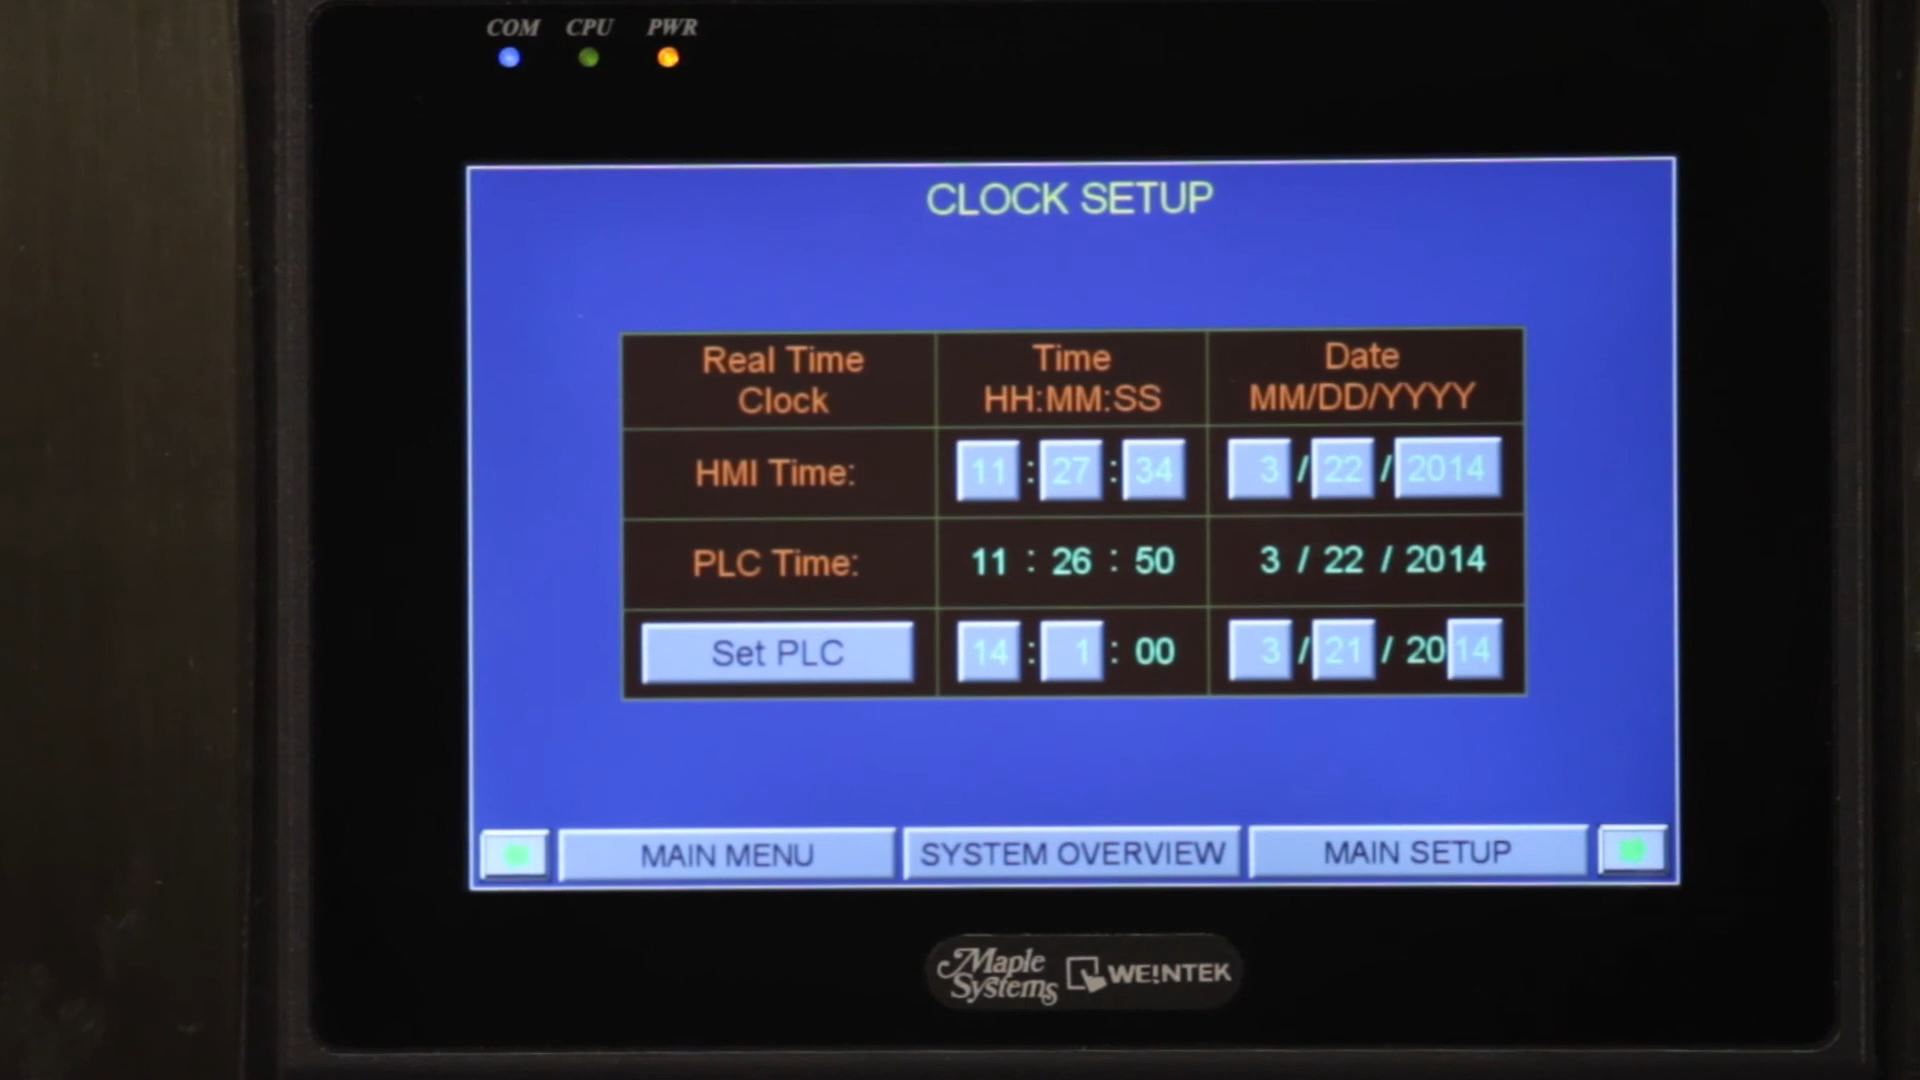 COM CPU PWR
CLOCK SETUP
Real Time Clock
Time HH:MM:SS
Date MM/DD/YYYY
HMI Time: 11 : 27 : 34 3 / 22 / 2014
PLC Time: 11 : 26 : 50 3 / 22 / 2014
Set PLC 14 : 1 : 00 3 / 21 / 2014
MAIN MENU SYSTEM OVERVIEW MAIN SETUP
Maple Systems WE!NTEK